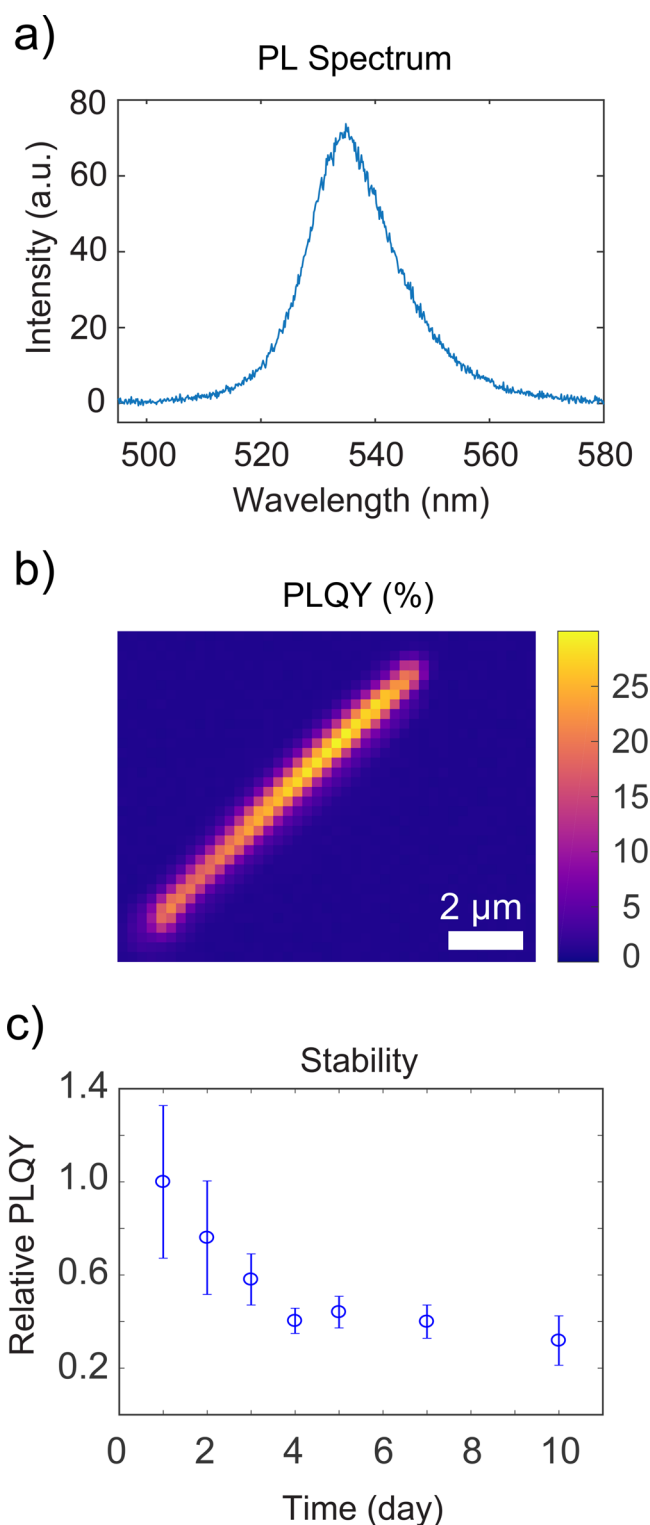 a)
PL Spectrum
80
60
40
20
0
Intensity (a.u.)
500 520 540 560 580
Wavelength (nm)
b)
PLQY (%)
25
20
15
10
5
0
2 μm
c)
Stability
1.4
1.0
0.6
0.2
Relative PLQY
0 2 4 6 8 10
Time (day)